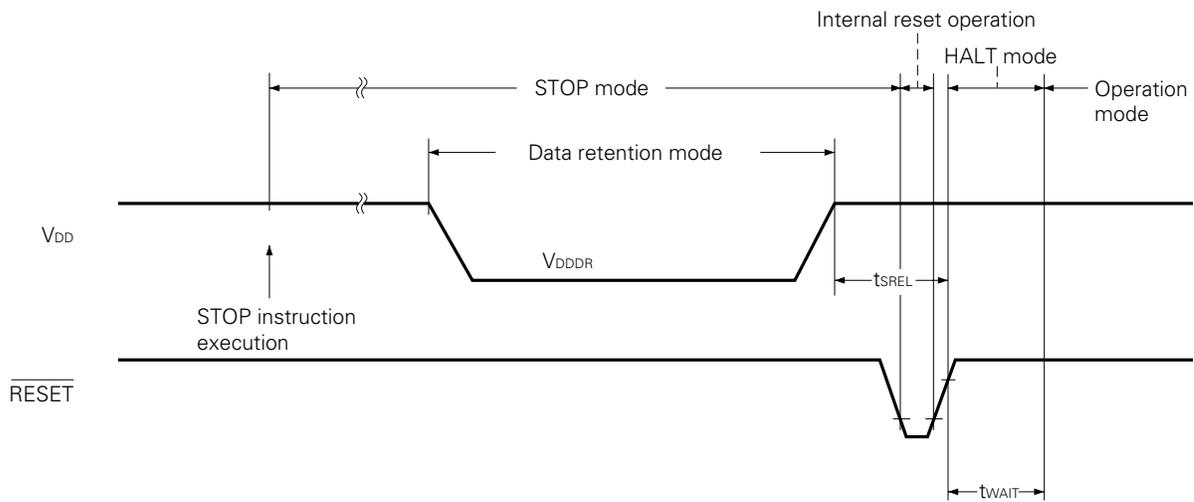 Internal reset operation
HALT mode
STOP mode
Operation
mode
Data retention mode
VDD
VDDDR
tSREL
STOP instruction
execution
RESET
tWAIT